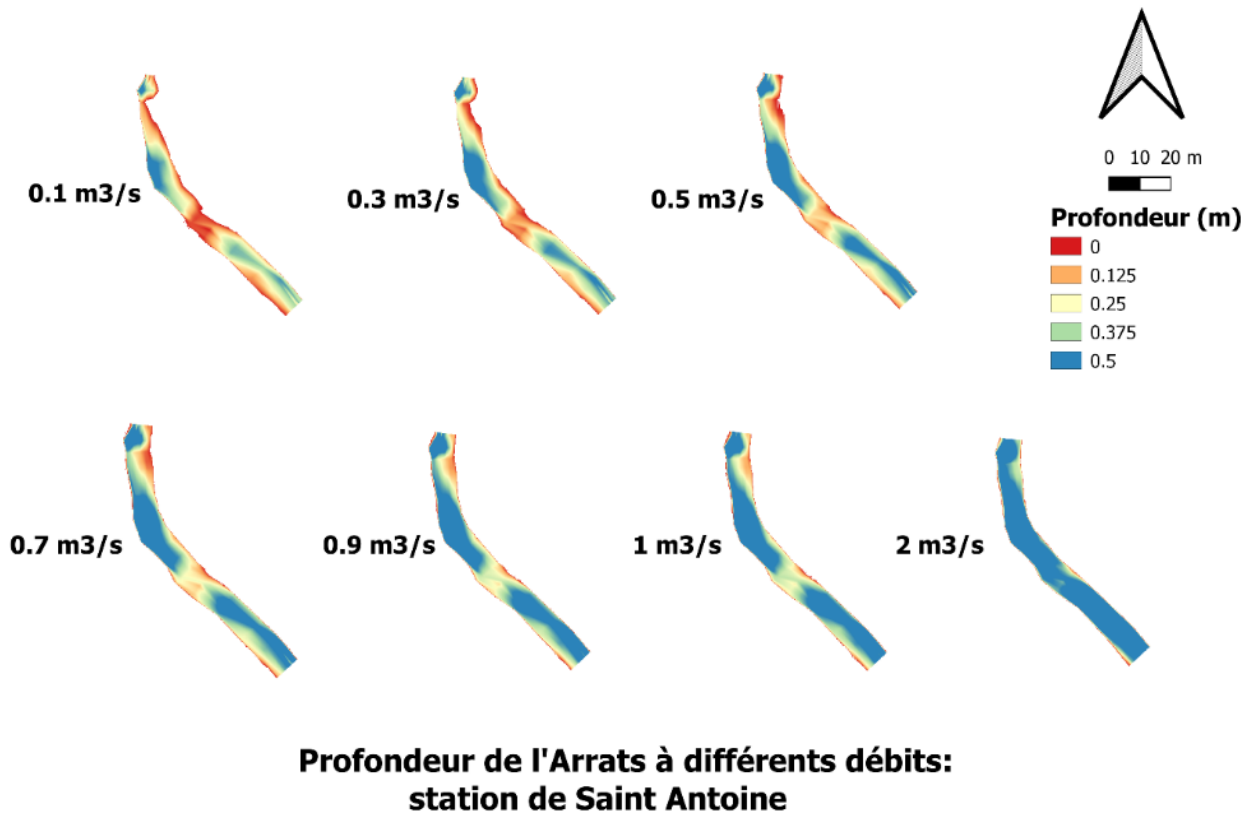 0.1 m3/s
0.3 m3/s
0.5 m3/s
0 10 20 m
Profondeur (m)
0
0.125
0.25
0.375
0.5
0.7 m3/s
0.9 m3/s
1 m3/s
2 m3/s
Profondeur de l'Arrats à différents débits:
station de Saint Antoine